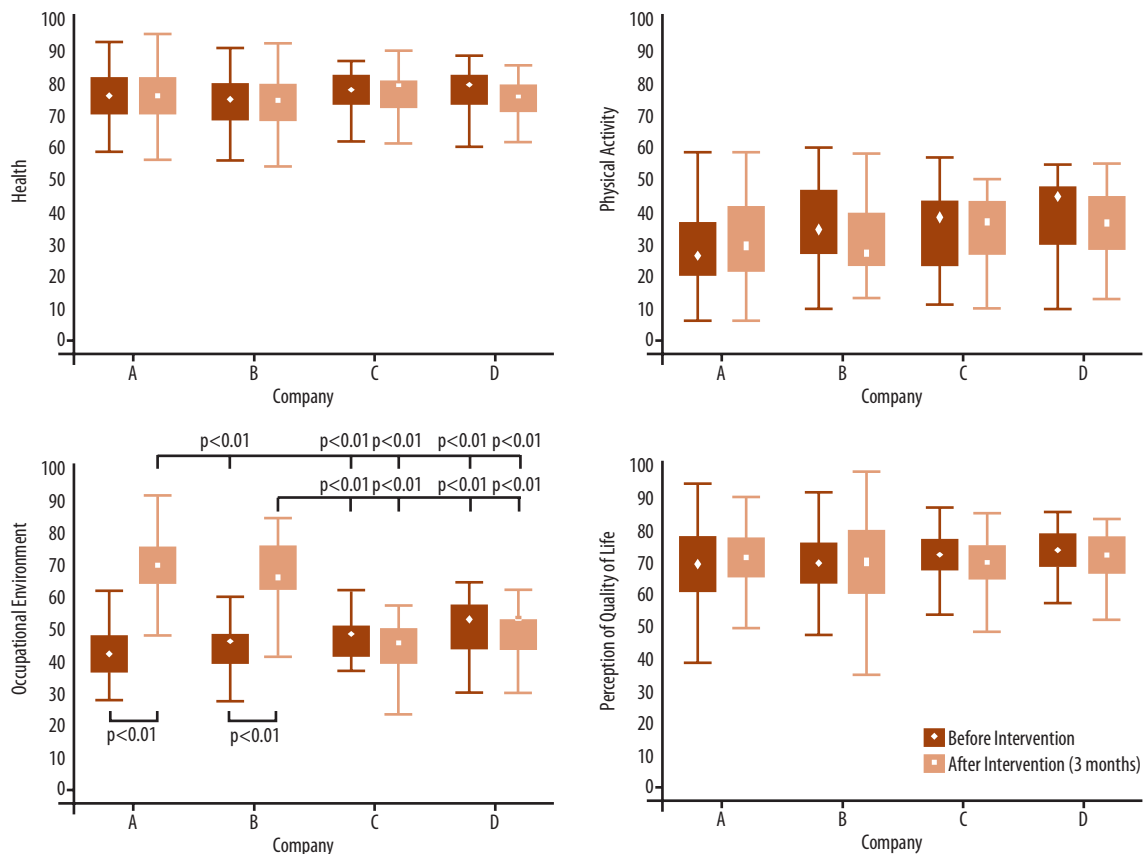 100
90
80
70
60
50
40
30
20
10
0
Health
A B C D
Company
100
90
80
70
60
50
40
30
20
10
0
Physical Activity
A B C D
Company
p<0.01 p<0.01 p<0.01 p<0.01 p<0.01
p<0.01 p<0.01 p<0.01 p<0.01
100
90
80
70
60
50
40
30
20
10
0
Occupational Environment
p<0.01 p<0.01
A B C D
Company
100
90
80
70
60
50
40
30
20
10
0
Perception of Quality of Life
Before Intervention
After Intervention (3 months)
A B C D
Company